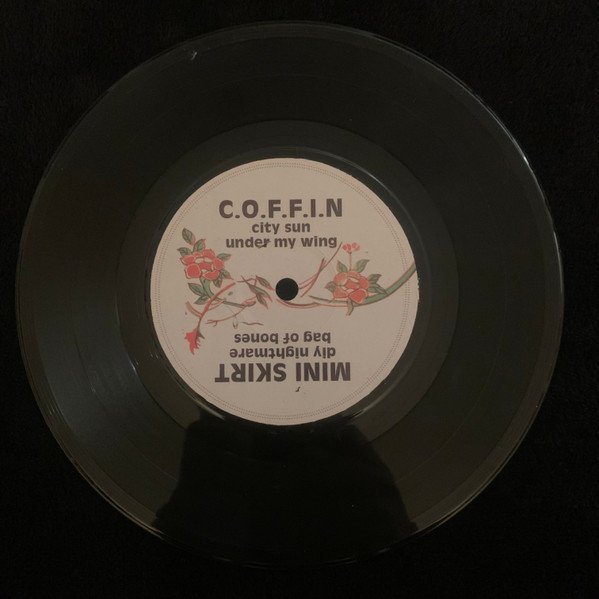 C.O.F.F.I.N
city sun
under my wing
MINI SKIRT
diy nightmare
bag of bones